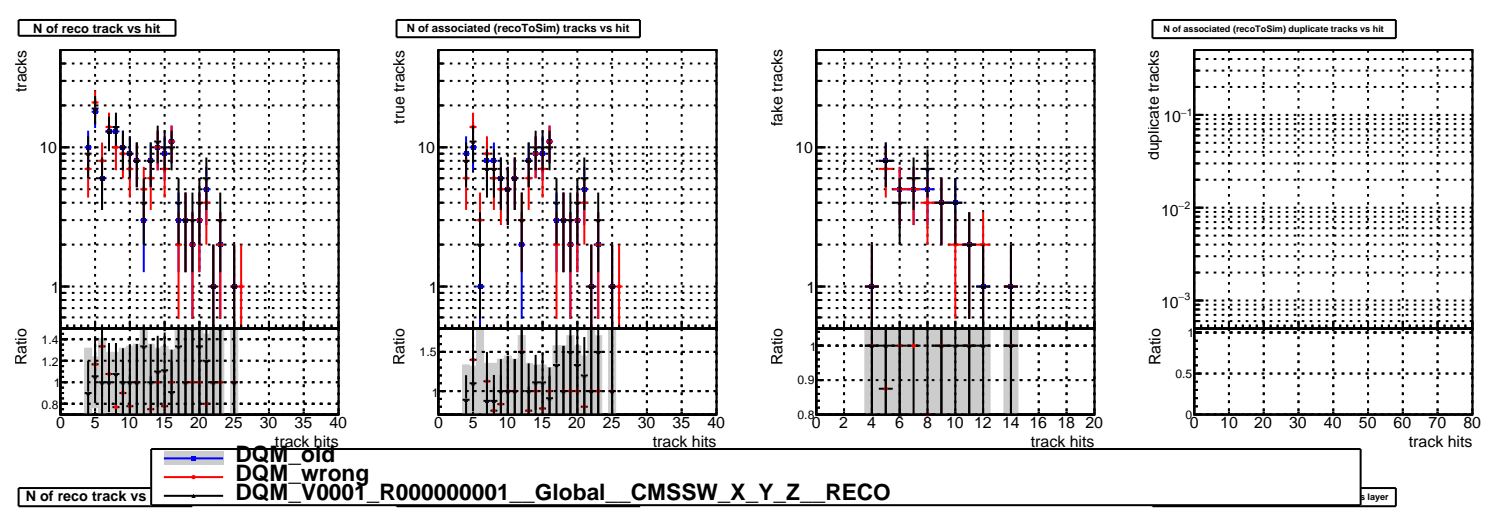 N of reco track vs hit
tracks
10
1
Ratio
1.4
1.2
1
0.8
0 5 10 15 20 25 30 35 40
track hits
N of associated (recoToSim) tracks vs hit
true tracks
10
1
Ratio
1.5
1
0 5 10 15 20 25 30 35 40
track hits
fake tracks
10
1
Ratio
1
0.9
0.8
0 2 4 6 8 10 12 14 16 18 20
track hits
N of associated (recoToSim) duplicate tracks vs hit
duplicate tracks
10⁻¹
10⁻²
10⁻³
Ratio
1
0.5
0
0 10 20 30 40 50 60 70 80
track hits
DQM_old
DQM_wrong
DQM_V0001_R000000001__Global__CMSSW_X_Y_Z__RECO
N of reco track vs
s layer